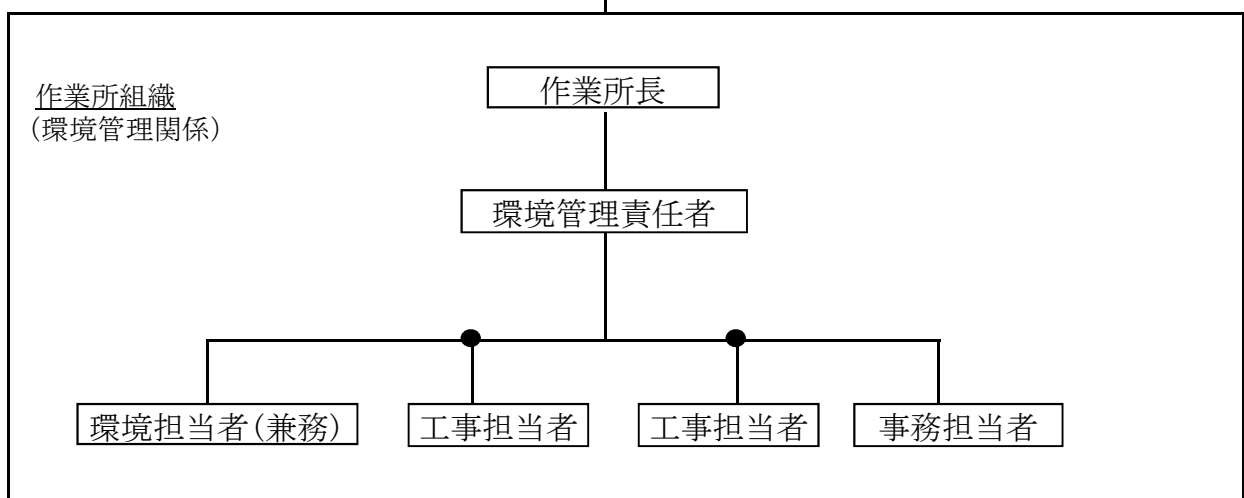 作業所組織
(環境管理関係)
作業所長
環境管理責任者
環境担当者(兼務)
工事担当者
工事担当者
事務担当者